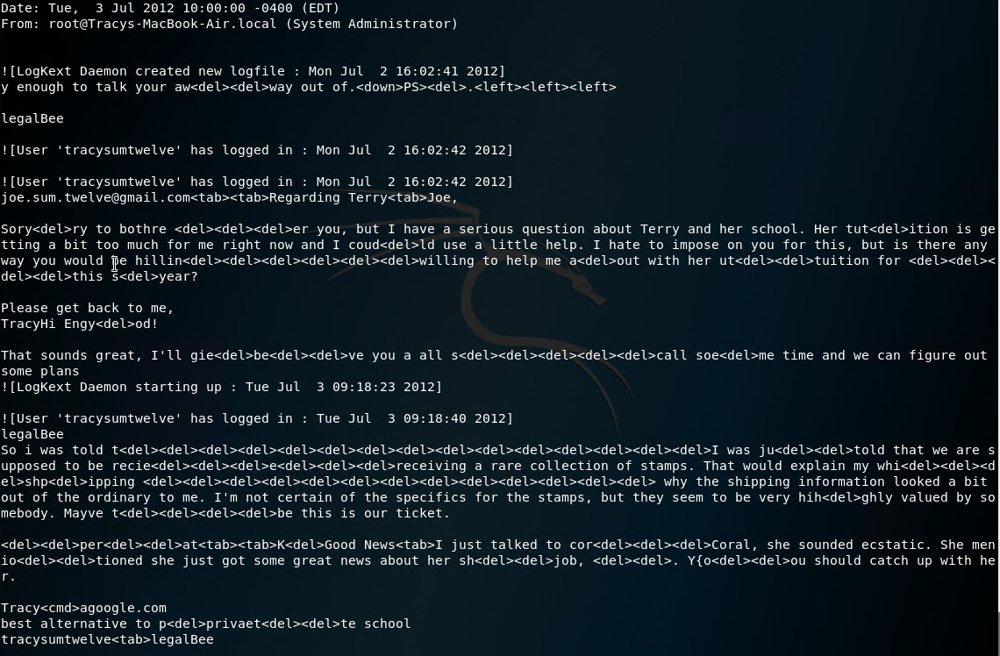 Date: Tue,  3 Jul 2012 10:00:00 -0400 (EDT)
From: root@Tracys-MacBook-Air.local (System Administrator)
![LogKext Daemon created new logfile : Mon Jul  2 16:02:41 2012]
y enough to talk your aw<del><del>way out of.<down>PS><del>.<left><left><left>
legalBee
![User 'tracysumtwelve' has logged in : Mon Jul  2 16:02:42 2012]
![User 'tracysumtwelve' has logged in : Mon Jul  2 16:02:42 2012]
joe.sum.twelve@gmail.com<tab><tab>Regarding Terry<tab>Joe,
Sory<del>ry to bothre <del><del><del>er you, but I have a serious question about Terry and her school. Her tut<del>ition is ge
tting a bit too much for me right now and I coud<del>ld use a little help. I hate to impose on you for this, but is there any
way you would be hillin<del><del><del><del><del><del>willing to help me a<del>out with her ut<del><del>tuition for <del><del><
del><del>this s<del>year?
Please get back to me,
TracyHi Engy<del>od!
That sounds great, I'll gie<del>be<del><del>ve you a all s<del><del><del><del><del>call soe<del>me time and we can figure out
some plans
![LogKext Daemon starting up : Tue Jul  3 09:18:23 2012]
![User 'tracysumtwelve' has logged in : Tue Jul  3 09:18:40 2012]
legalBee
So i was told t<del><del><del><del><del><del><del><del><del><del><del><del><del><del><del>I was ju<del><del>told that we are s
upposed to be recie<del><del><del>e<del><del><del>receiving a rare collection of stamps. That would explain my whi<del><del><d
el>shp<del>ipping <del><del><del><del><del><del><del><del><del><del><del><del><del> why the shipping information looked a bit
out of the ordinary to me. I'm not certain of the specifics for the stamps, but they seem to be very hih<del>ghly valued by so
mebody. Mayve t<del><del><del><del>be this is our ticket.
<del><del>per<del><del>at<tab><tab>K<del>Good News<tab>I just talked to cor<del><del><del>Coral, she sounded ecstatic. She men
io<del><del>tioned she just got some great news about her sh<del><del>job, <del><del>. Y{o<del><del>ou should catch up with he
r.
Tracy<cmd>agoogle.com
best alternative to p<del>privaet<del><del>te school
tracysumtwelve<tab>legalBee